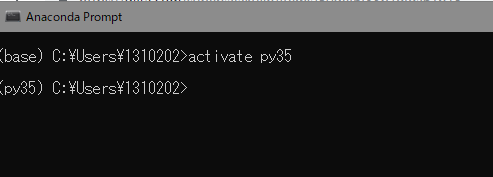 Anaconda Prompt
(base) C:¥Users¥1310202>activate py35
(py35) C:¥Users¥1310202>